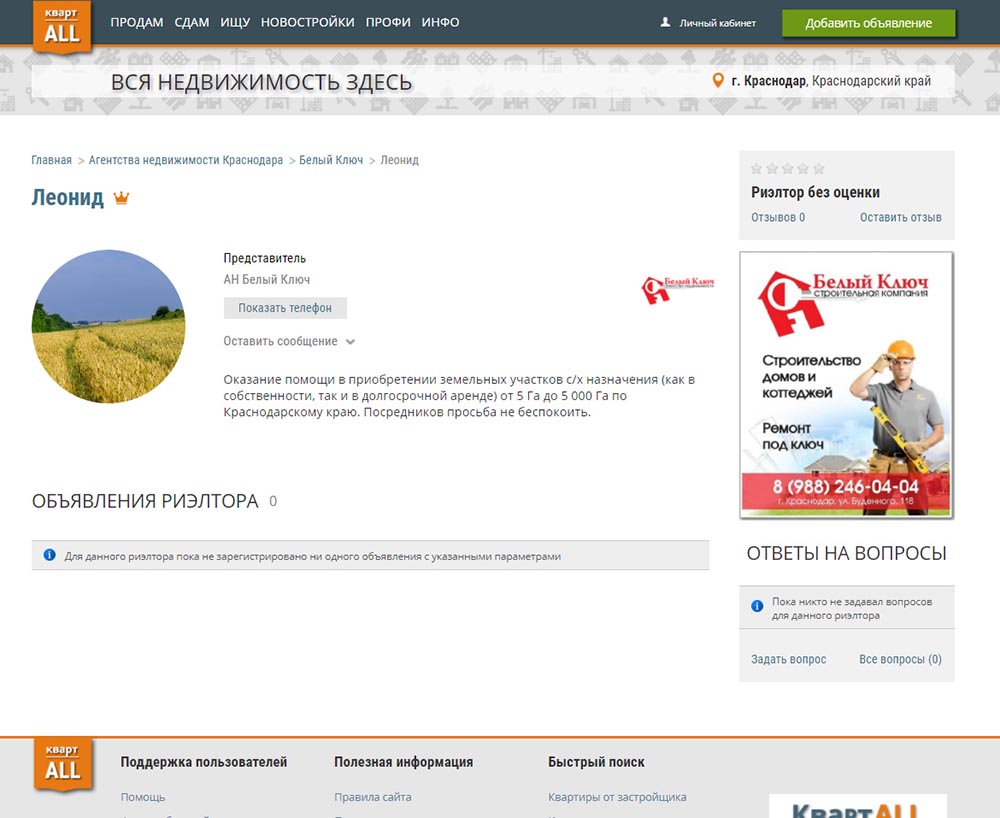 кварт
ALL
ПРОДАМ СДАМ ИЩУ НОВОСТРОЙКИ ПРОФИ ИНФО
Личный кабинет
Добавить объявление
ВСЯ НЕДВИЖИМОСТЬ ЗДЕСЬ
г. Краснодар, Краснодарский край
Главная > Агентства недвижимости Краснодара > Белый Ключ > Леонид
Леонид
Представитель
АН Белый Ключ
Показать телефон
Оставить сообщение
Белый Ключ
Оказание помощи в приобретении земельных участков с/х назначения (как в
собственности, так и в долгосрочной аренде) от 5 Га до 5 000 Га по
Краснодарскому краю. Посредников просьба не беспокоить.
ОБЪЯВЛЕНИЯ РИЭЛТОРА 0
Для данного риэлтора пока не зарегистрировано ни одного объявления с указанными параметрами
Риэлтор без оценки
Отзывов 0 Оставить отзыв
Белый Ключ
строительная компания
Строительство
домов и
коттеджей
Ремонт
под ключ
8 (988) 246-04-04
г. Краснодар, ул. Буденного, 118
ОТВЕТЫ НА ВОПРОСЫ
Пока никто не задавал вопросов
для данного риэлтора
Задать вопрос Все вопросы (0)
кварт
ALL
Поддержка пользователей Полезная информация Быстрый поиск
Помощь Правила сайта Квартиры от застройщика
КвартALL